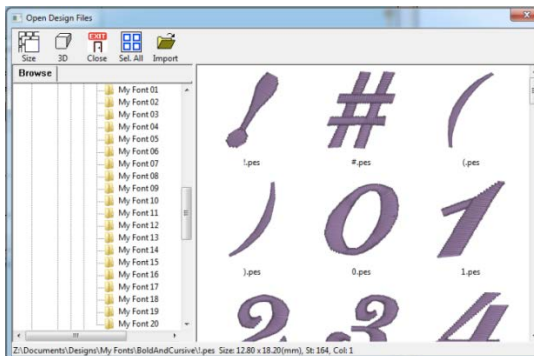 Open Design Files
EXIT
Size 3D Close Sel. All Import
Browse
My Font 01
My Font 02
My Font 03
My Font 04
My Font 05
My Font 06
My Font 07
My Font 08
My Font 09
My Font 10
My Font 11
My Font 12
My Font 13
My Font 14
My Font 15
My Font 16
My Font 17
My Font 18
My Font 19
My Font 20
! # (
!.pes #.pes (.pes
) 0 1
).pes 0.pes 1.pes
2 3 4
Z:\Documents\Designs\My Fonts\BoldAndCursive\!.pes Size: 12.80 x 18.20(mm), St: 164, Col: 1